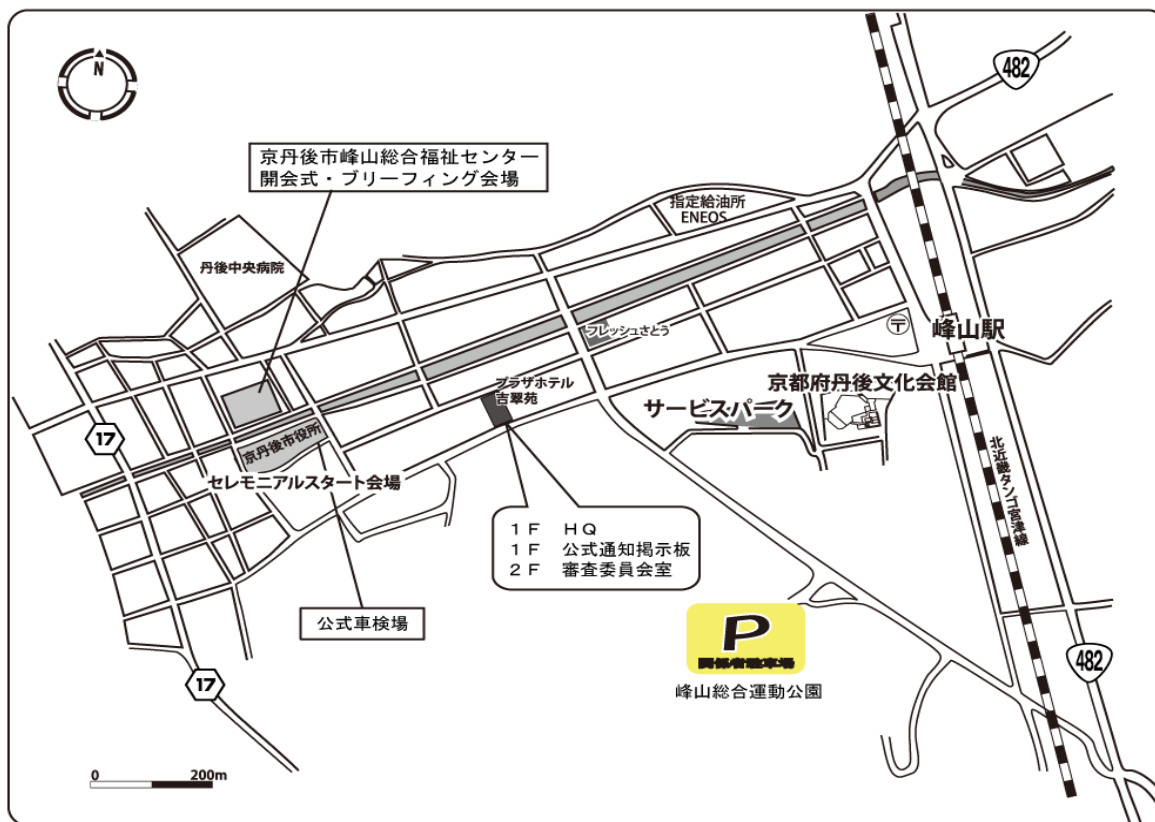 N
482
京丹後市峰山総合福祉センター
開会式・ブリーフィング会場
指定給油所
ENEOS
丹後中央病院
フレッシュさとう
〒
峰山駅
プラザホテル
吉翠苑
京都府丹後文化会館
サービスパーク
17
京丹後市役所
セレモニアルスタート会場
北近畿タンゴ宮津線
1F HQ
1F 公式通知掲示板
2F 審査委員会室
公式車検場
P
関係者駐車場
峰山総合運動公園
482
17
0 200m